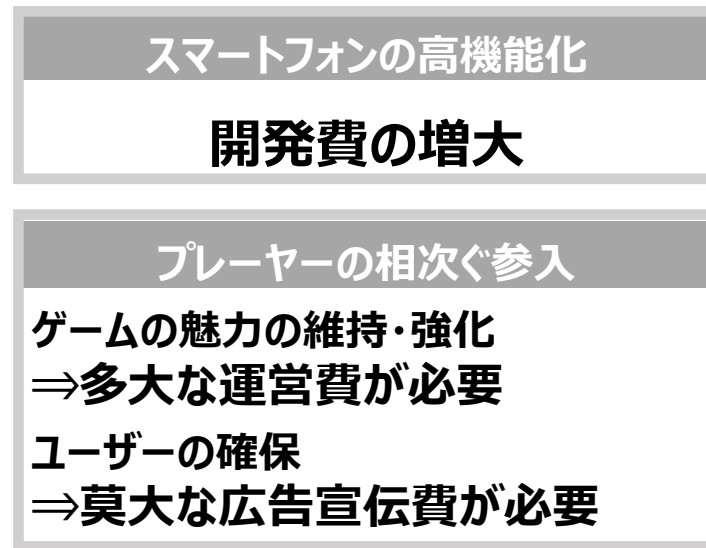 スマートフォンの高機能化
開発費の増大
プレーヤーの相次ぐ参入
ゲームの魅力の維持・強化
⇒多大な運営費が必要
ユーザーの確保
⇒莫大な広告宣伝費が必要